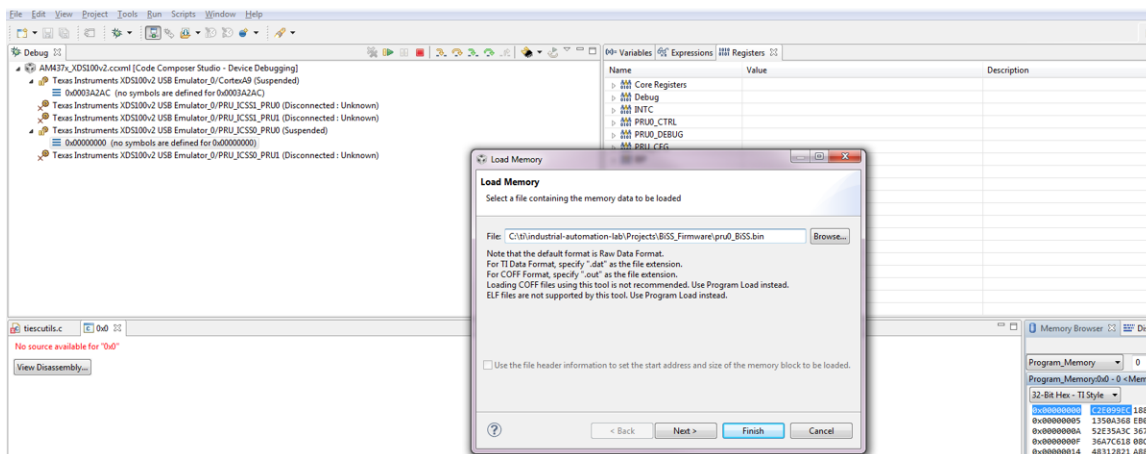 File Edit View Project Tools Run Scripts Window Help
Debug
AM437x_XDS100v2.ccxml [Code Composer Studio - Device Debugging]
Texas Instruments XDS100v2 USB Emulator_0/CortexA9 (Suspended)
0x0003A2AC (no symbols are defined for 0x0003A2AC)
Texas Instruments XDS100v2 USB Emulator_0/PRU_ICSS1_PRU0 (Disconnected : Unknown)
Texas Instruments XDS100v2 USB Emulator_0/PRU_ICSS1_PRU1 (Disconnected : Unknown)
Texas Instruments XDS100v2 USB Emulator_0/PRU_ICSS0_PRU0 (Suspended)
0x00000000 (no symbols are defined for 0x00000000)
Texas Instruments XDS100v2 USB Emulator_0/PRU_ICSS0_PRU1 (Disconnected : Unknown)
(x)= Variables Expressions Registers
Name Value Description
Core Registers
Debug
INTC
PRU0_CTRL
PRU0_DEBUG
PRU_CFG
Load Memory
Load Memory
Select a file containing the memory data to be loaded
File: C:\ti\industrial-automation-lab\Projects\BiSS_Firmware\pru0_BiSS.bin Browse...
Note that the default format is Raw Data Format.
For TI Data Format, specify ".dat" as the file extension.
For COFF Format, specify ".out" as the file extension.
Loading COFF files using this tool is not recommended. Use Program Load instead.
ELF files are not supported by this tool. Use Program Load instead.
Use the file header information to set the start address and size of the memory block to be loaded.
< Back Next > Finish Cancel
tiescutils.c 0x0
No source available for "0x0"
View Disassembly...
Memory Browser Di
Program_Memory 0
Program_Memory:0x0 - 0 <Mem
32-Bit Hex - TI Style
0x00000000 C2E099EC 188
0x00000005 1350A368 EB0
0x0000000A 52E35A3C 367
0x0000000F 36A7C618 08C
0x00000014 48312821